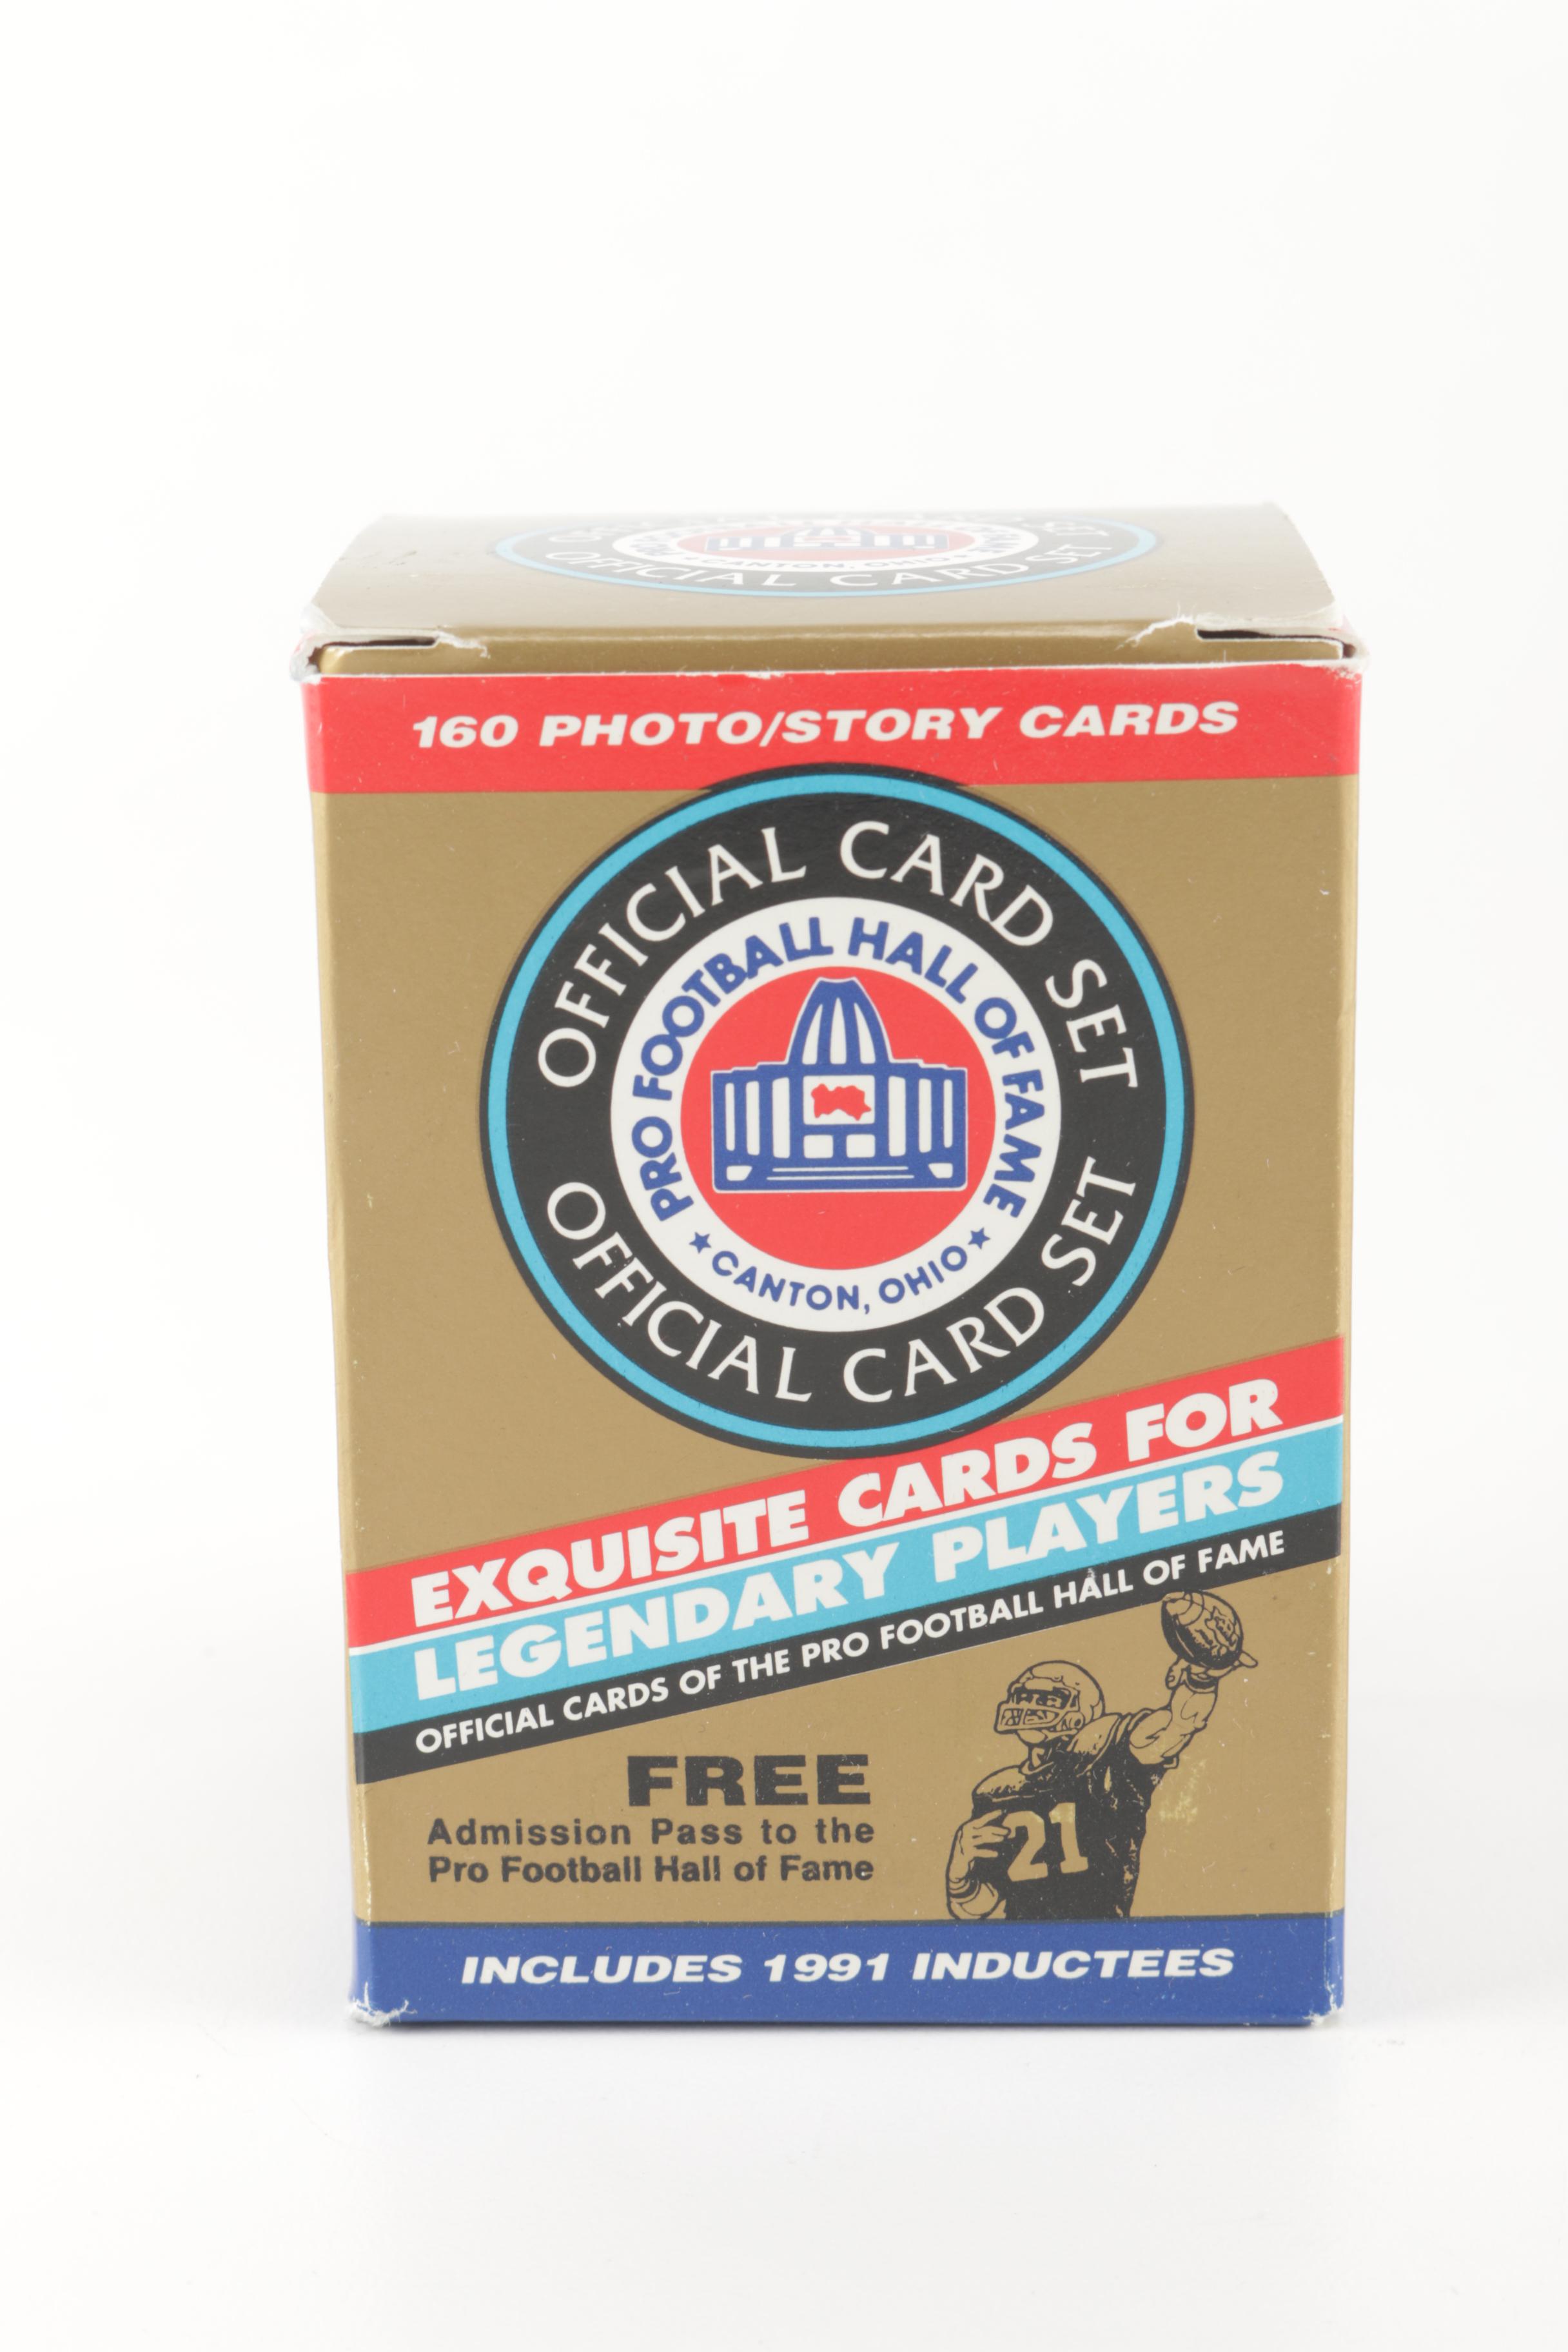 OFFICIAL CARD SET
CANTON, OHIO
160 PHOTO/STORY CARDS
OFFICIAL CARD SET
PRO FOOTBALL HALL OF FAME
CANTON, OHIO
OFFICIAL CARD SET
EXQUISITE CARDS FOR
LEGENDARY PLAYERS
OFFICIAL CARDS OF THE PRO FOOTBALL HALL OF FAME
FREE
Admission Pass to the
Pro Football Hall of Fame
21
INCLUDES 1991 INDUCTEES